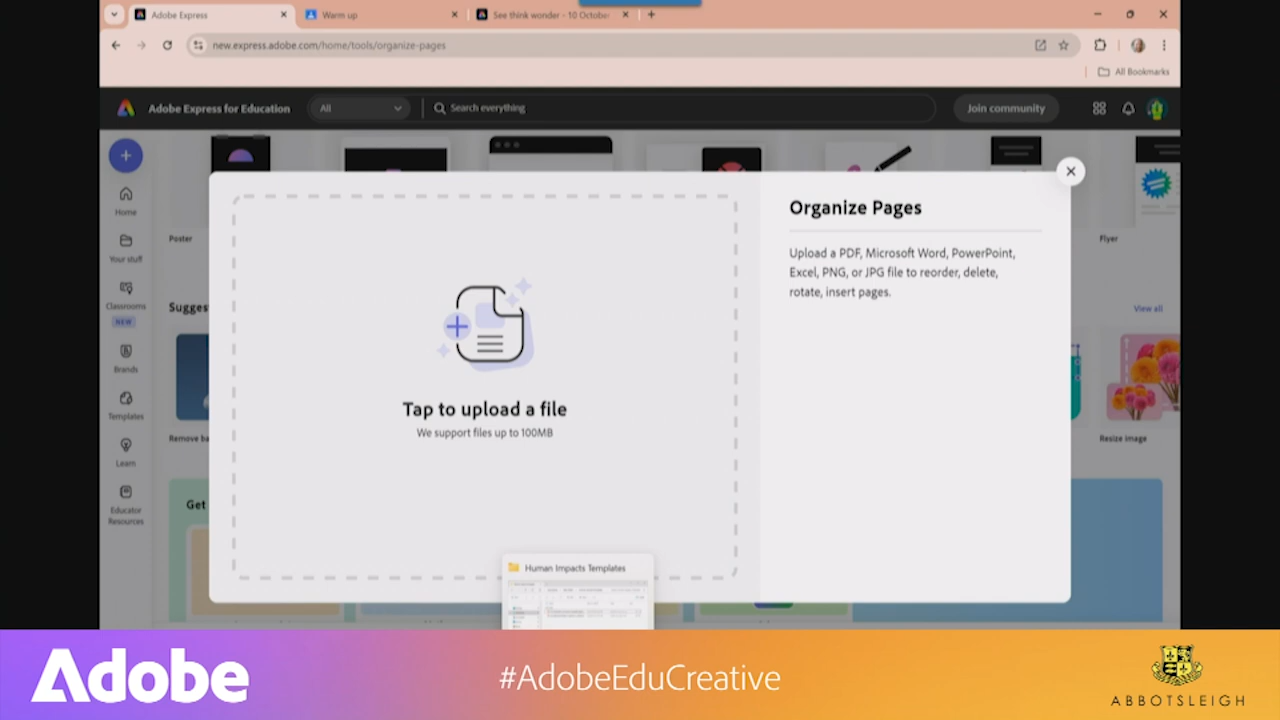 Adobe Express
Warm up
See think wonder - 10 October
new.express.adobe.com/home/tools/organize-pages
All Bookmarks
Adobe Express for Education
All
Search everything
Join community
Home
Your stuff
Classrooms
NEW
Brands
Templates
Learn
Educator
Resources
Poster
Flyer
Sugges
View all
Remove ba
Resize image
Get
Tap to upload a file
We support files up to 100MB
Organize Pages
Upload a PDF, Microsoft Word, PowerPoint,
Excel, PNG, or JPG file to reorder, delete,
rotate, insert pages.
Human Impacts Templates
Adobe
#AdobeEduCreative
ABBOTSLEIGH